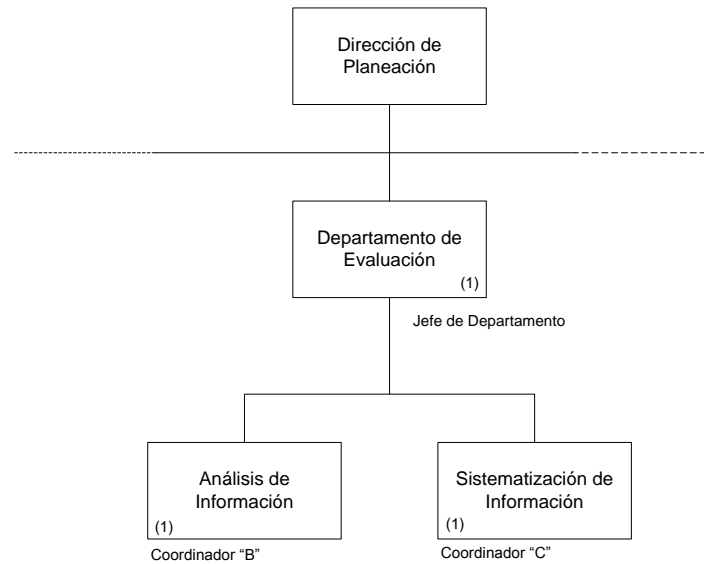 Dirección de
Planeación
Departamento de
Evaluación
(1)
Jefe de Departamento
Análisis de
Información
(1)
Coordinador “B”
Sistematización de
Información
(1)
Coordinador “C”